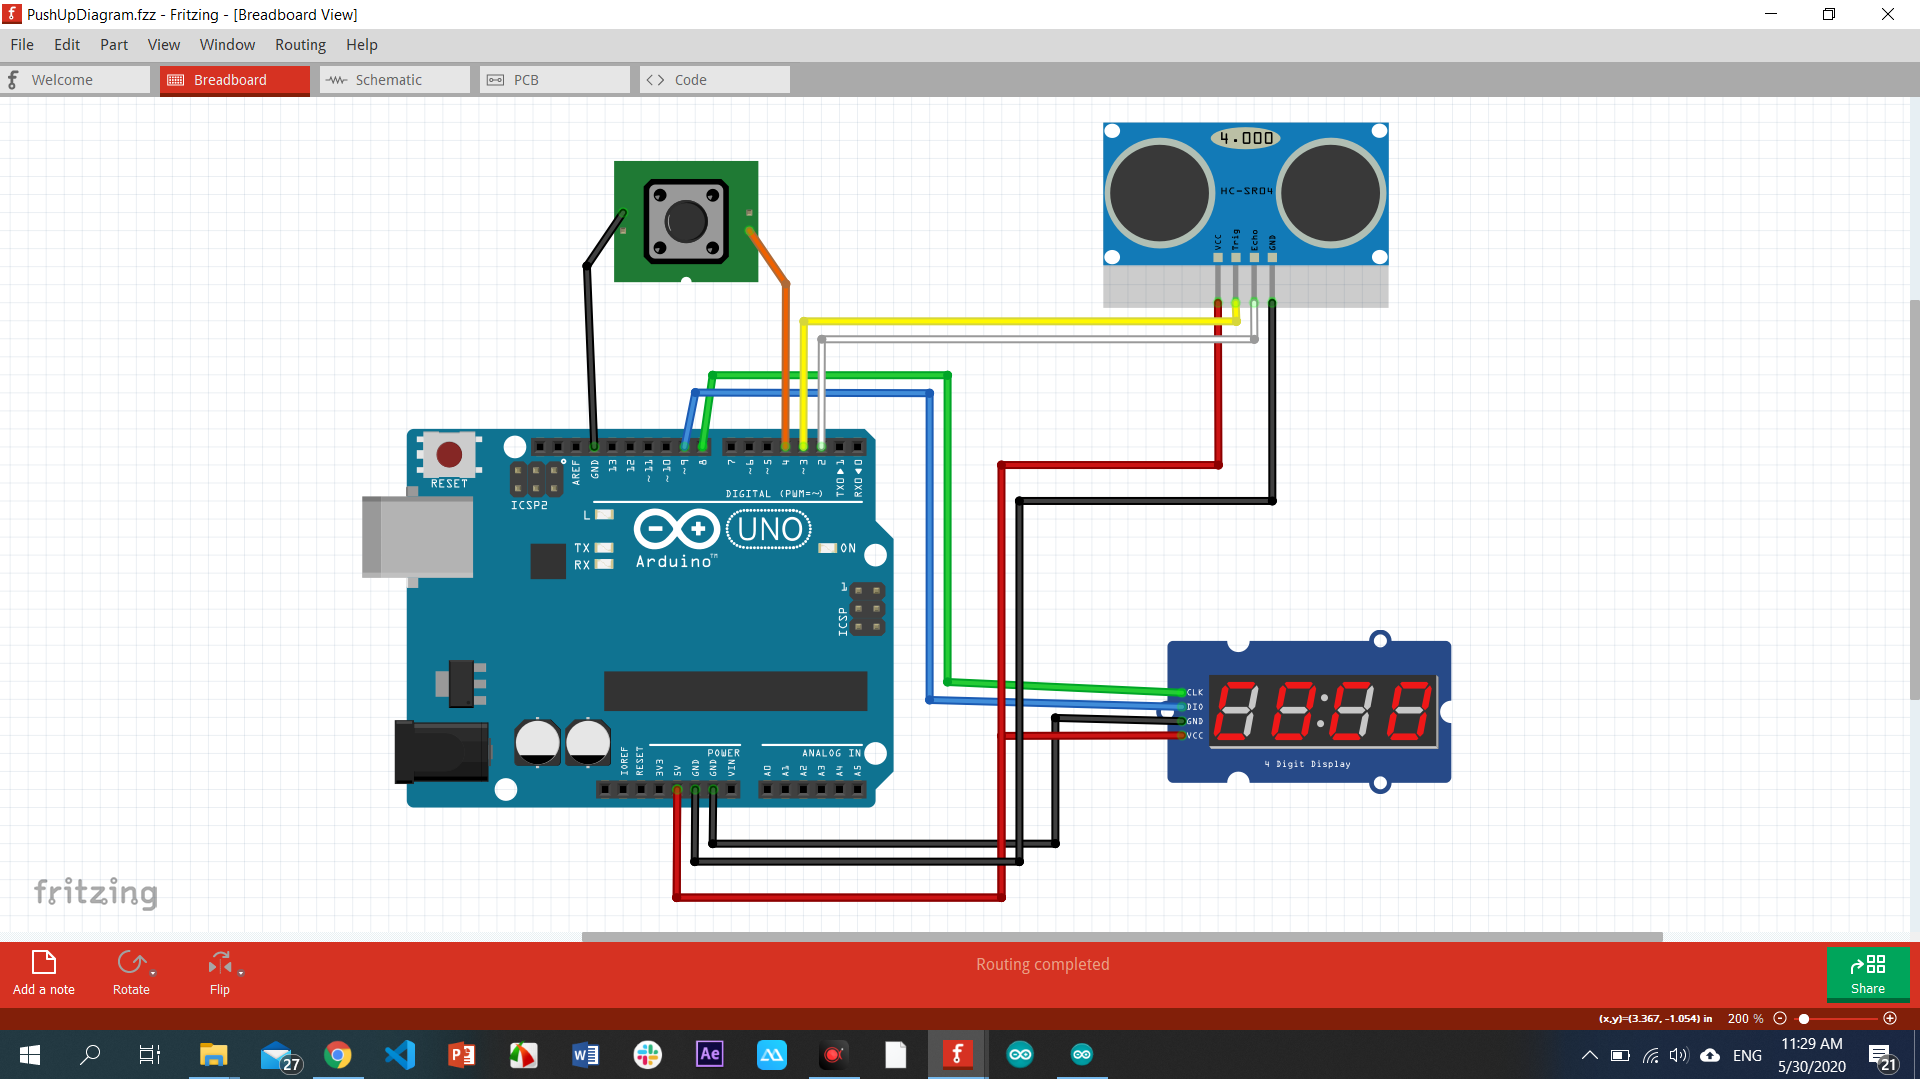 PushUpDiagram.fzz - Fritzing - [Breadboard View]
File Edit Part View Window Routing Help
Welcome Breadboard Schematic PCB <> Code
4.000
HC-SR04
VCC Trig Echo GND
RESET
ICSP2
AREF GND 13 12 ~11 ~10 ~9 8 7 ~6 ~5 4 ~3 2 TXO▶1 RXO◀0
DIGITAL (PWM=~)
L
TX
RX
Arduino™
UNO
ON
1
ICSP
IOREF RESET 3V3 5V GND GND VIN
POWER
ANALOG IN
A0 A1 A2 A3 A4 A5
CLK
DIO
GND
VCC
88:88
4 Digit Display
fritzing
Add a note Rotate Flip
Routing completed
Share
(x,y)=(3.367, -1.054) in 200 %
27
Ae
ENG
11:29 AM
5/30/2020
21